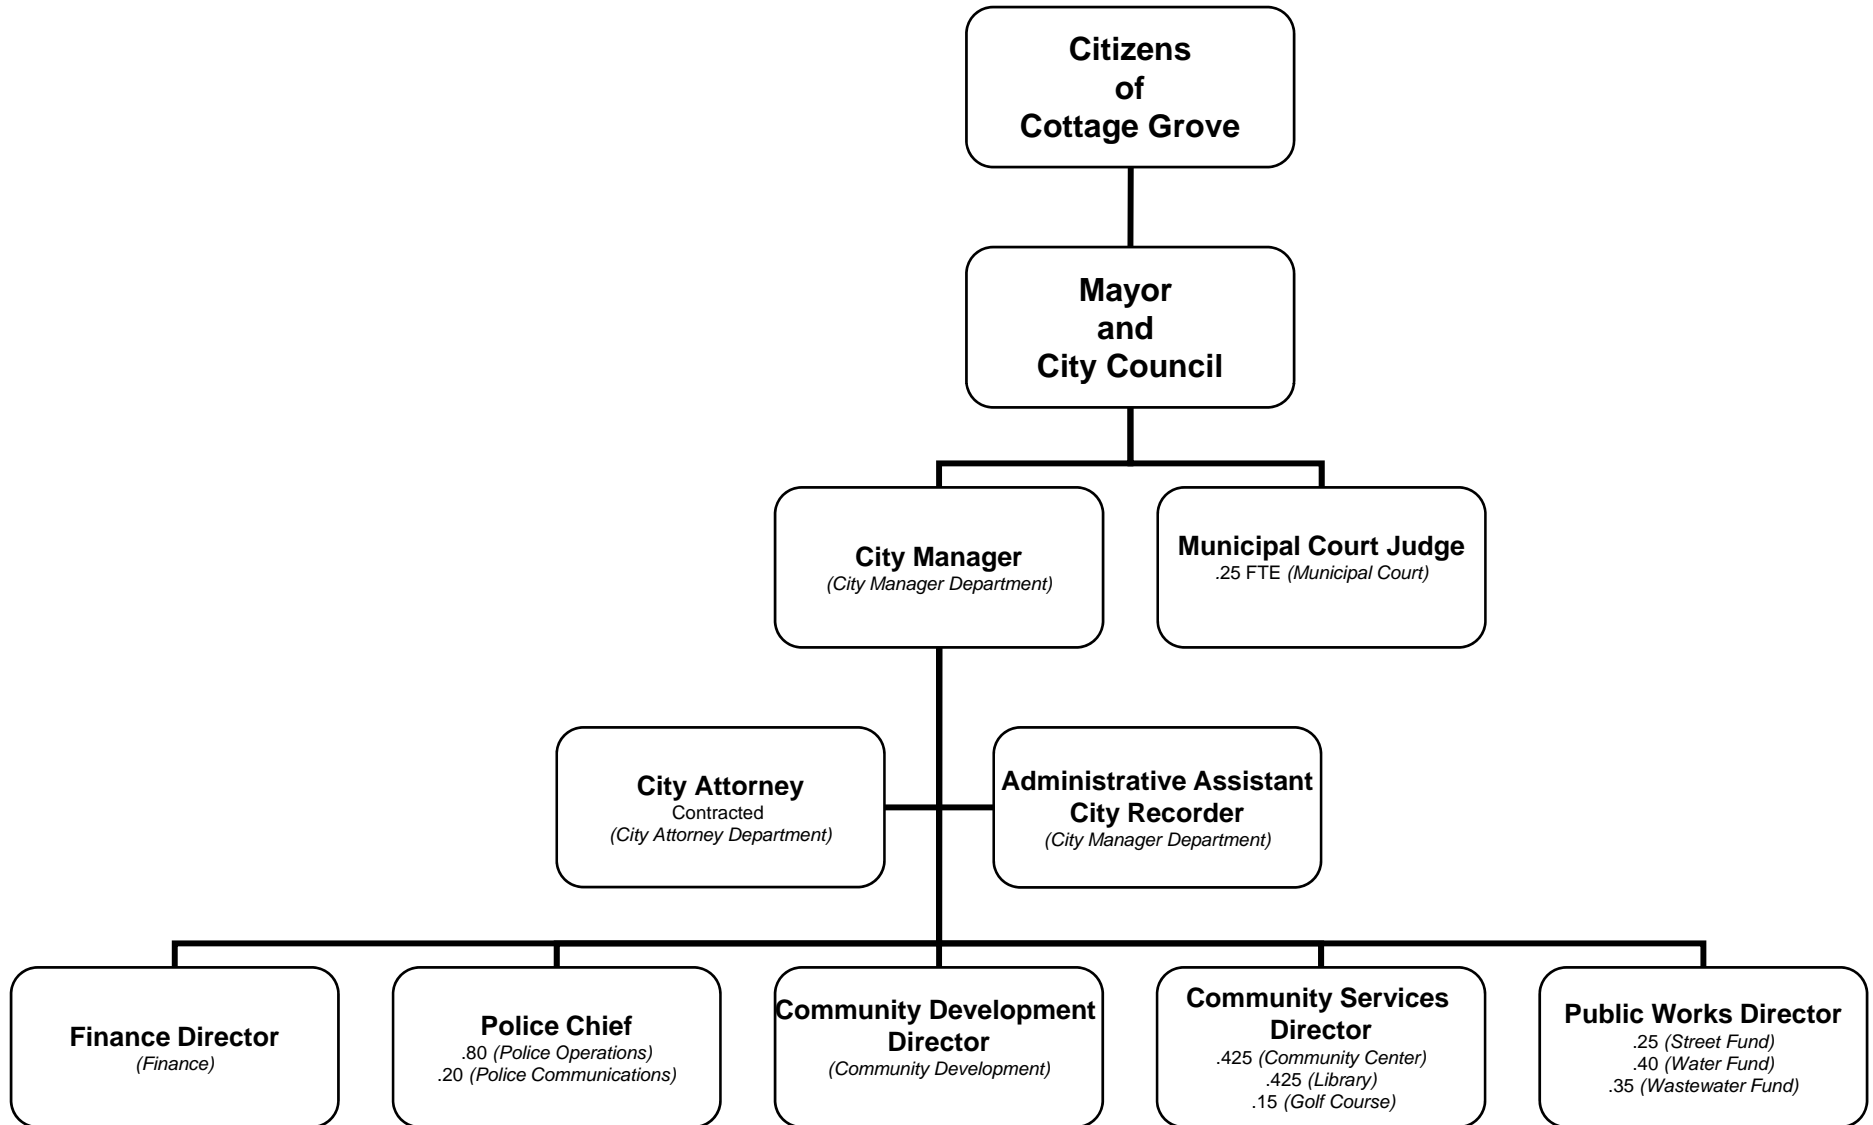 Citizens
of
Cottage Grove
Mayor
and
City Council
City Manager
(City Manager Department)
Municipal Court Judge
.25 FTE (Municipal Court)
City Attorney
Contracted
(City Attorney Department)
Administrative Assistant
City Recorder
(City Manager Department)
Finance Director
(Finance)
Police Chief
.80 (Police Operations)
.20 (Police Communications)
Community Development
Director
(Community Development)
Community Services
Director
.425 (Community Center)
.425 (Library)
.15 (Golf Course)
Public Works Director
.25 (Street Fund)
.40 (Water Fund)
.35 (Wastewater Fund)